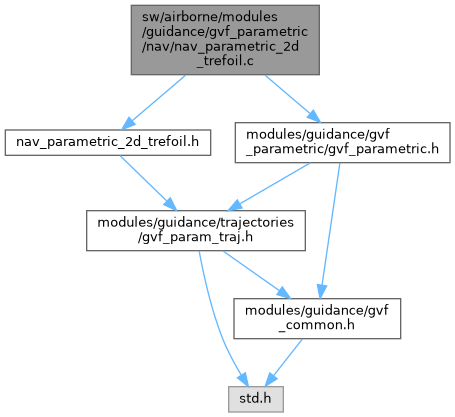 sw/airborne/modules
/guidance/gvf_parametric
/nav/nav_parametric_2d
_trefoil.c
nav_parametric_2d_trefoil.h
modules/guidance/gvf
_parametric/gvf_parametric.h
modules/guidance/trajectories
/gvf_param_traj.h
modules/guidance/gvf
_common.h
std.h